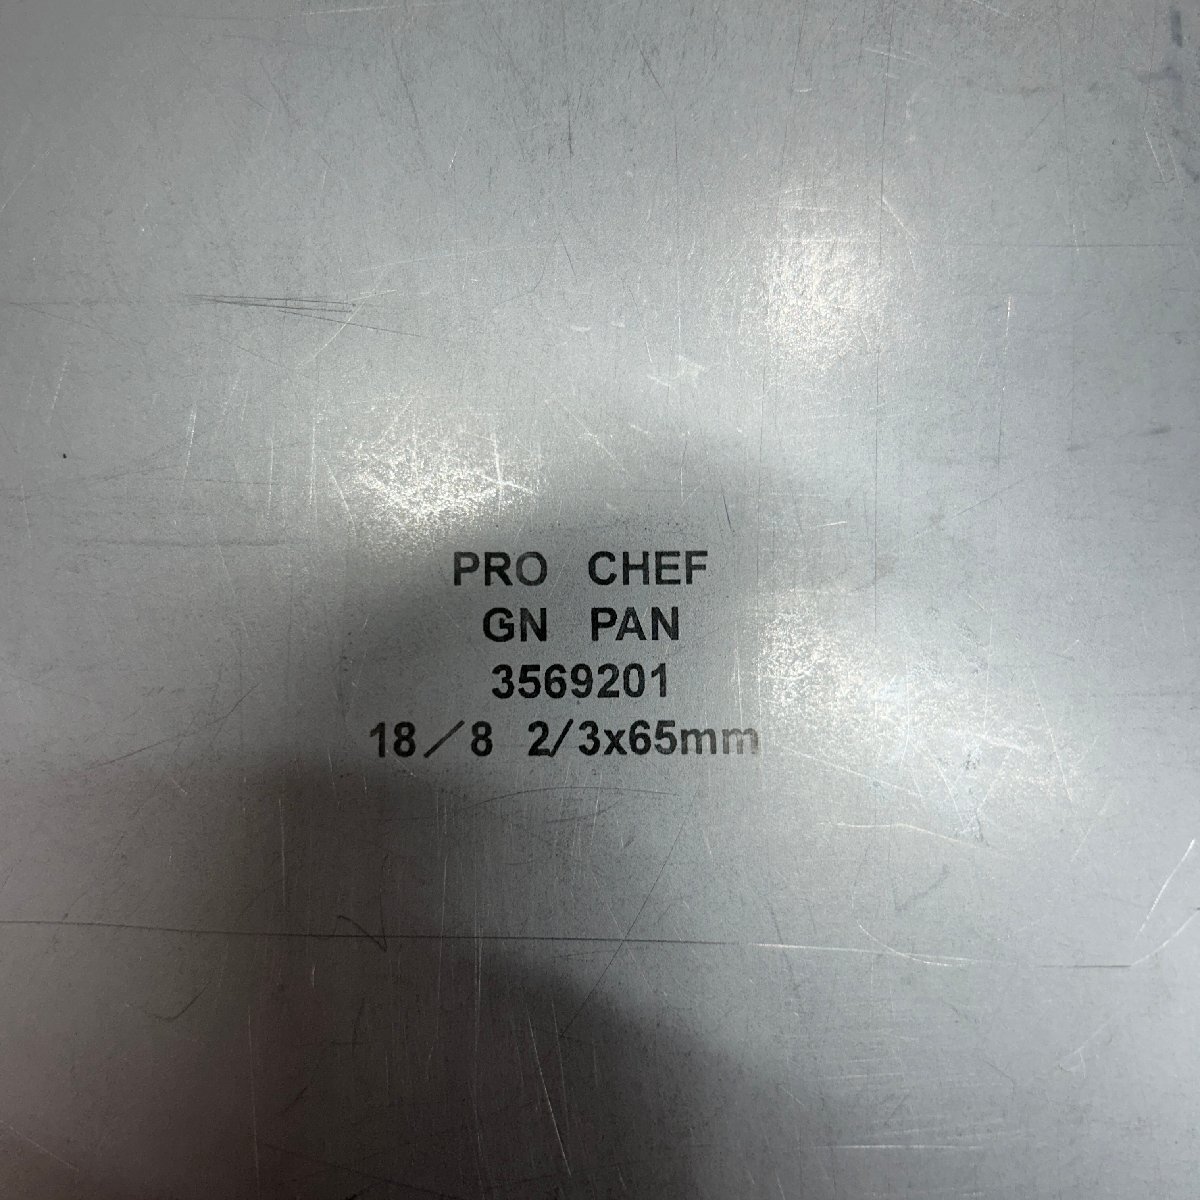 PRO CHEF
GN PAN
3569201
18／8 2/3x65mm